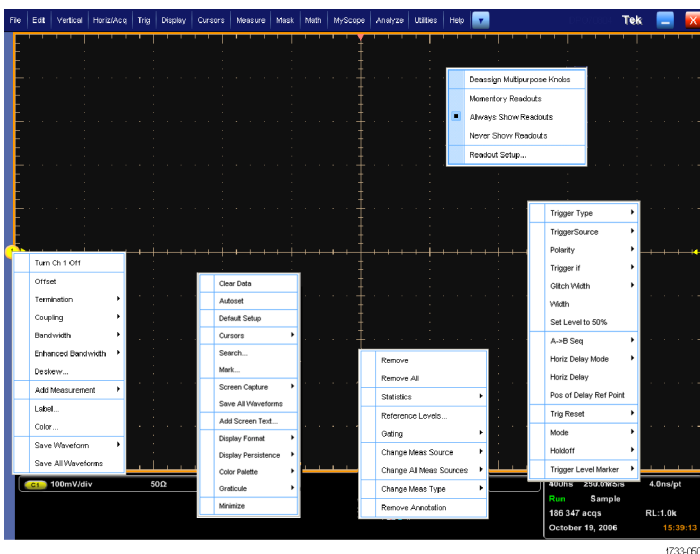 File Edit Vertical Horiz/Acq Trig Display Cursors Measure Mask Math MyScope Analyze Utilities Help Tek X
Deassign Multipurpose Knobs
Momentory Readouts
Always Show Readouts
Never Show Readouts
Readout Setup...
Trigger Type
TriggerSource
Polarity
Trigger if
Glitch Width
Width
Set Level to 50%
A->B Seq
Horiz Delay Mode
Horiz Delay
Pos of Delay Ref Point
Trig Reset
Mode
Holdoff
Trigger Level Marker
Turn Ch 1 Off
Offset
Termination
Coupling
Bandwidth
Enhanced Bandwidth
Deskew...
Add Measurement
Label...
Color...
Save Waveform
Save All Waveforms
Clear Data
Autoset
Default Setup
Cursors
Search...
Mark...
Screen Capture
Save All Waveforms
Add Screen Text...
Display Format
Display Persistence
Color Palette
Graticule
Minimize
Remove
Remove All
Statistics
Reference Levels...
Gating
Change Meas Source
Change All Meas Sources
Change Meas Type
Remove Annotation
C1 100mV/div 50Ω
400ns 250.0MS/s 4.0ns/pt
Run Sample
186 347 acqs RL:1.0k
October 19, 2006 15:39:13